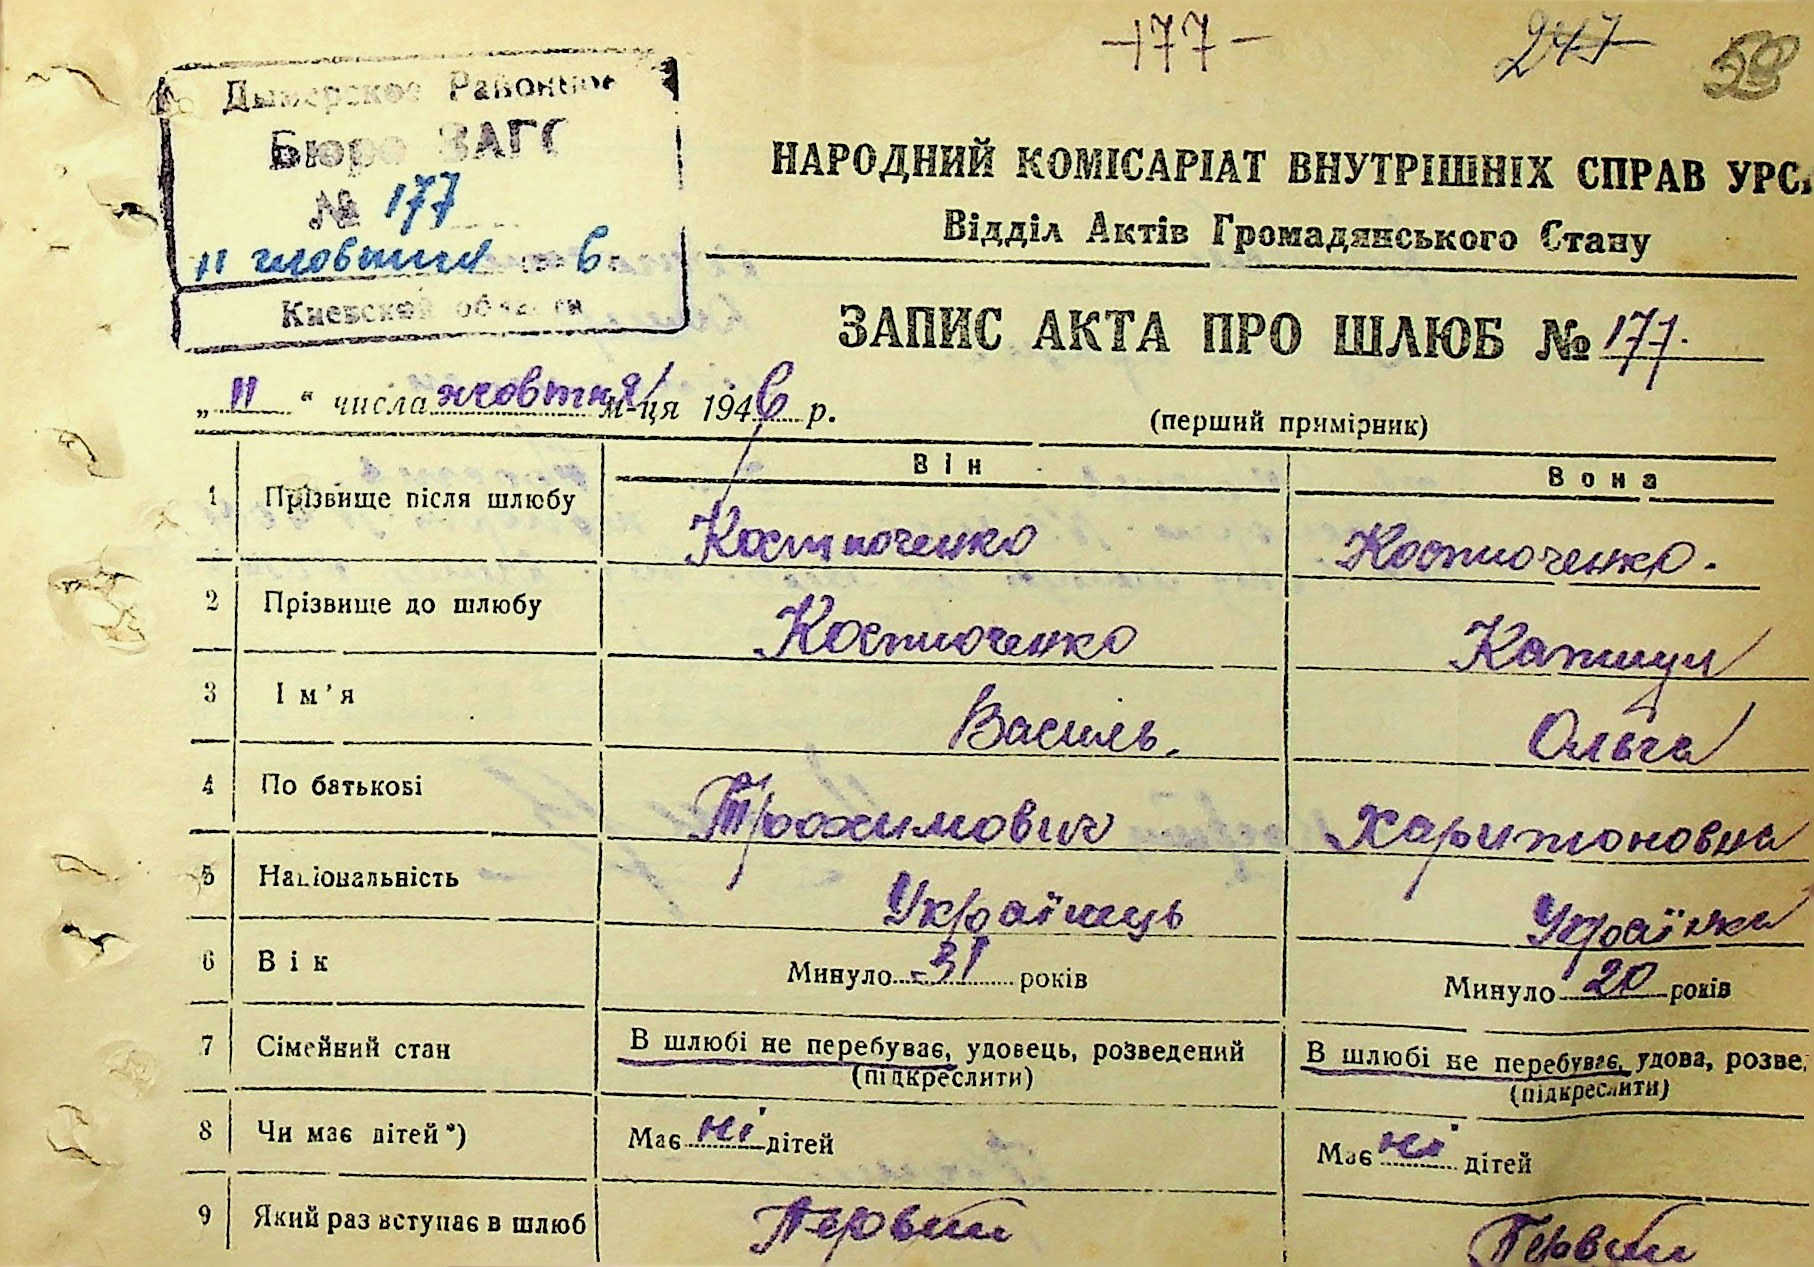 -177-
247
59
Дымерское Районное
Бюро ЗАГС
№ 177
11 жовтня 6
Киевской области
НАРОДНИЙ КОМІСАРІАТ ВНУТРІШНІХ СПРАВ УРС
Відділ Актів Громадянського Стану
ЗАПИС АКТА ПРО ШЛЮБ № 177.
„11“ числа жовтня м-ця 1946 р.
(перший примірник)
Він Вона
1 Прізвище після шлюбу Костюченко Костюченко.
2 Прізвище до шлюбу Костюченко
3 Ім'я Василь. Ольга
4 По батькові Трохимович Харитоновна
5 Національність Українець Українка
6 Вік Минуло 31 років Минуло 20 років
7 Сімейний стан В шлюбі не перебуває, удовець, розведений В шлюбі не перебуває, удова, розве
(підкреслити) (підкреслити)
8 Чи має дітей*) Має ні дітей Має ні дітей
9 Який раз вступає в шлюб Первий Первий